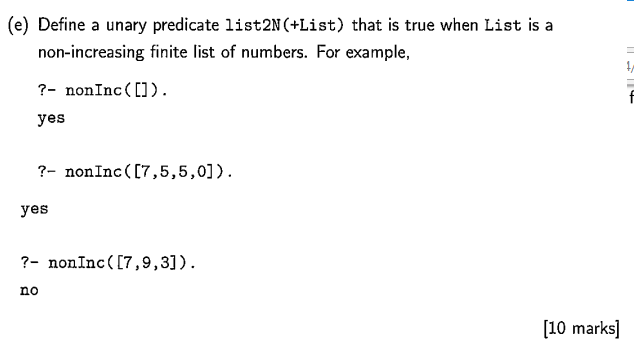 (e) Define a unary predicate list2N(+List) that is true when List is a
non-increasing finite list of numbers. For example,
?- nonInc([]).
yes
?- nonInc([7,5,5,0]).
yes
?- nonInc([7,9,3]).
no
[10 marks]